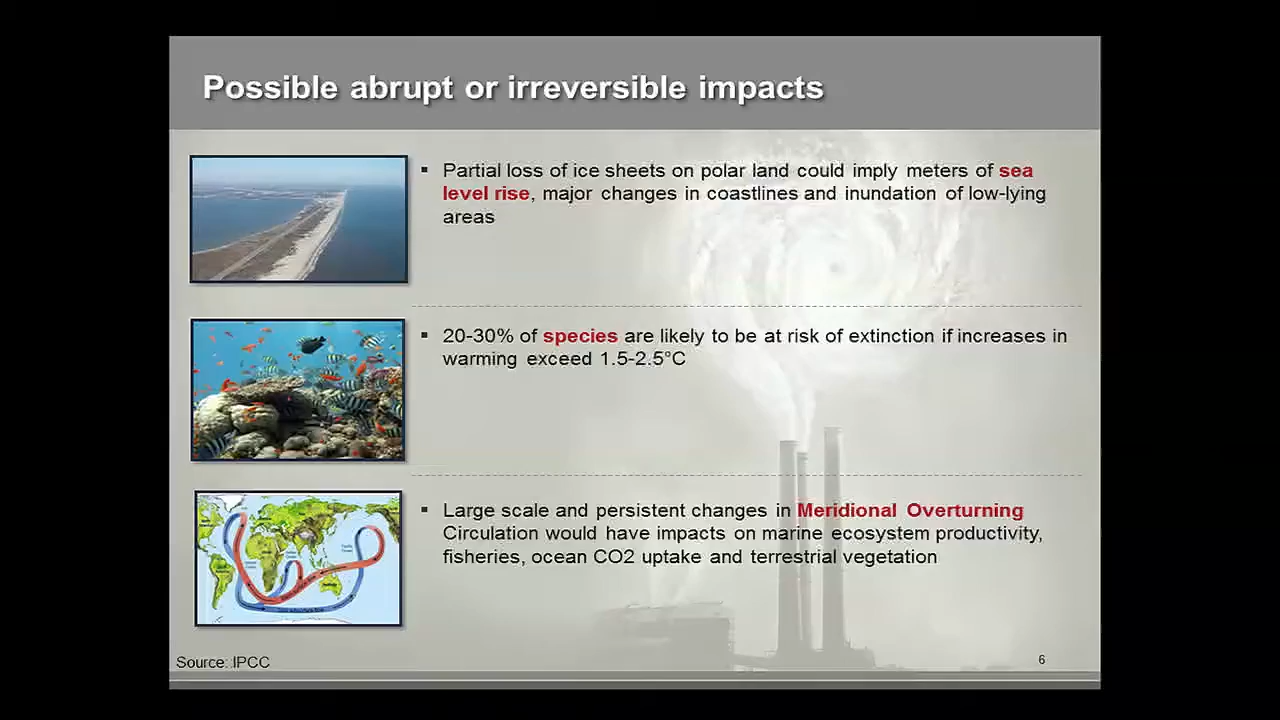 Possible abrupt or irreversible impacts
▪ Partial loss of ice sheets on polar land could imply meters of sea
level rise, major changes in coastlines and inundation of low-lying
areas
▪ 20-30% of species are likely to be at risk of extinction if increases in
warming exceed 1.5-2.5°C
▪ Large scale and persistent changes in Meridional Overturning
Circulation would have impacts on marine ecosystem productivity,
fisheries, ocean CO2 uptake and terrestrial vegetation
Source: IPCC
6